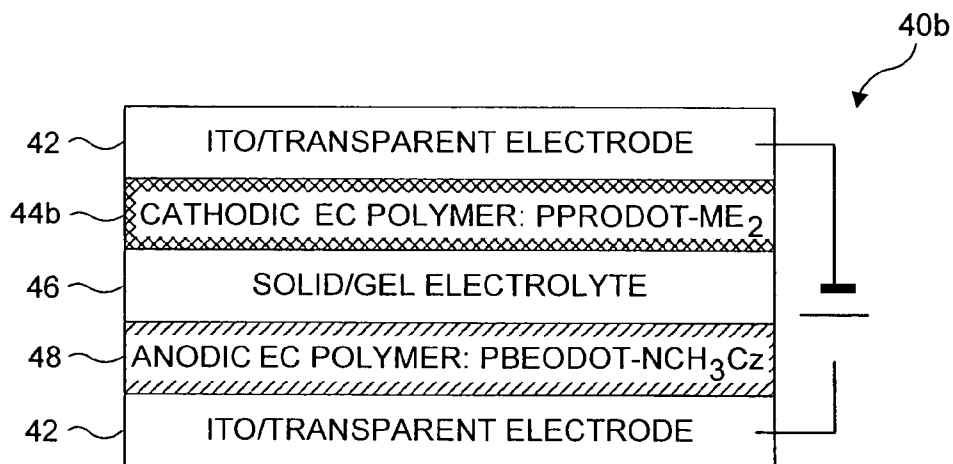 40b
42 ITO/TRANSPARENT ELECTRODE
44b CATHODIC EC POLYMER: PPRODOT-ME2
46 SOLID/GEL ELECTROLYTE
48 ANODIC EC POLYMER: PBEODOT-NCH3Cz
42 ITO/TRANSPARENT ELECTRODE